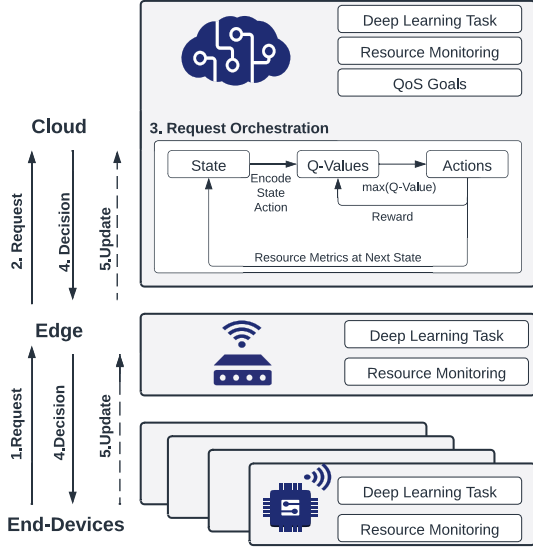 Deep Learning Task
Resource Monitoring
QoS Goals
Cloud
3. Request Orchestration
State
Q-Values
Actions
Encode
State
Action
max(Q-Value)
Reward
Resource Metrics at Next State
2. Request
4. Decision
5.Update
Edge
Deep Learning Task
Resource Monitoring
1.Request
4.Decision
5.Update
Deep Learning Task
Resource Monitoring
End-Devices